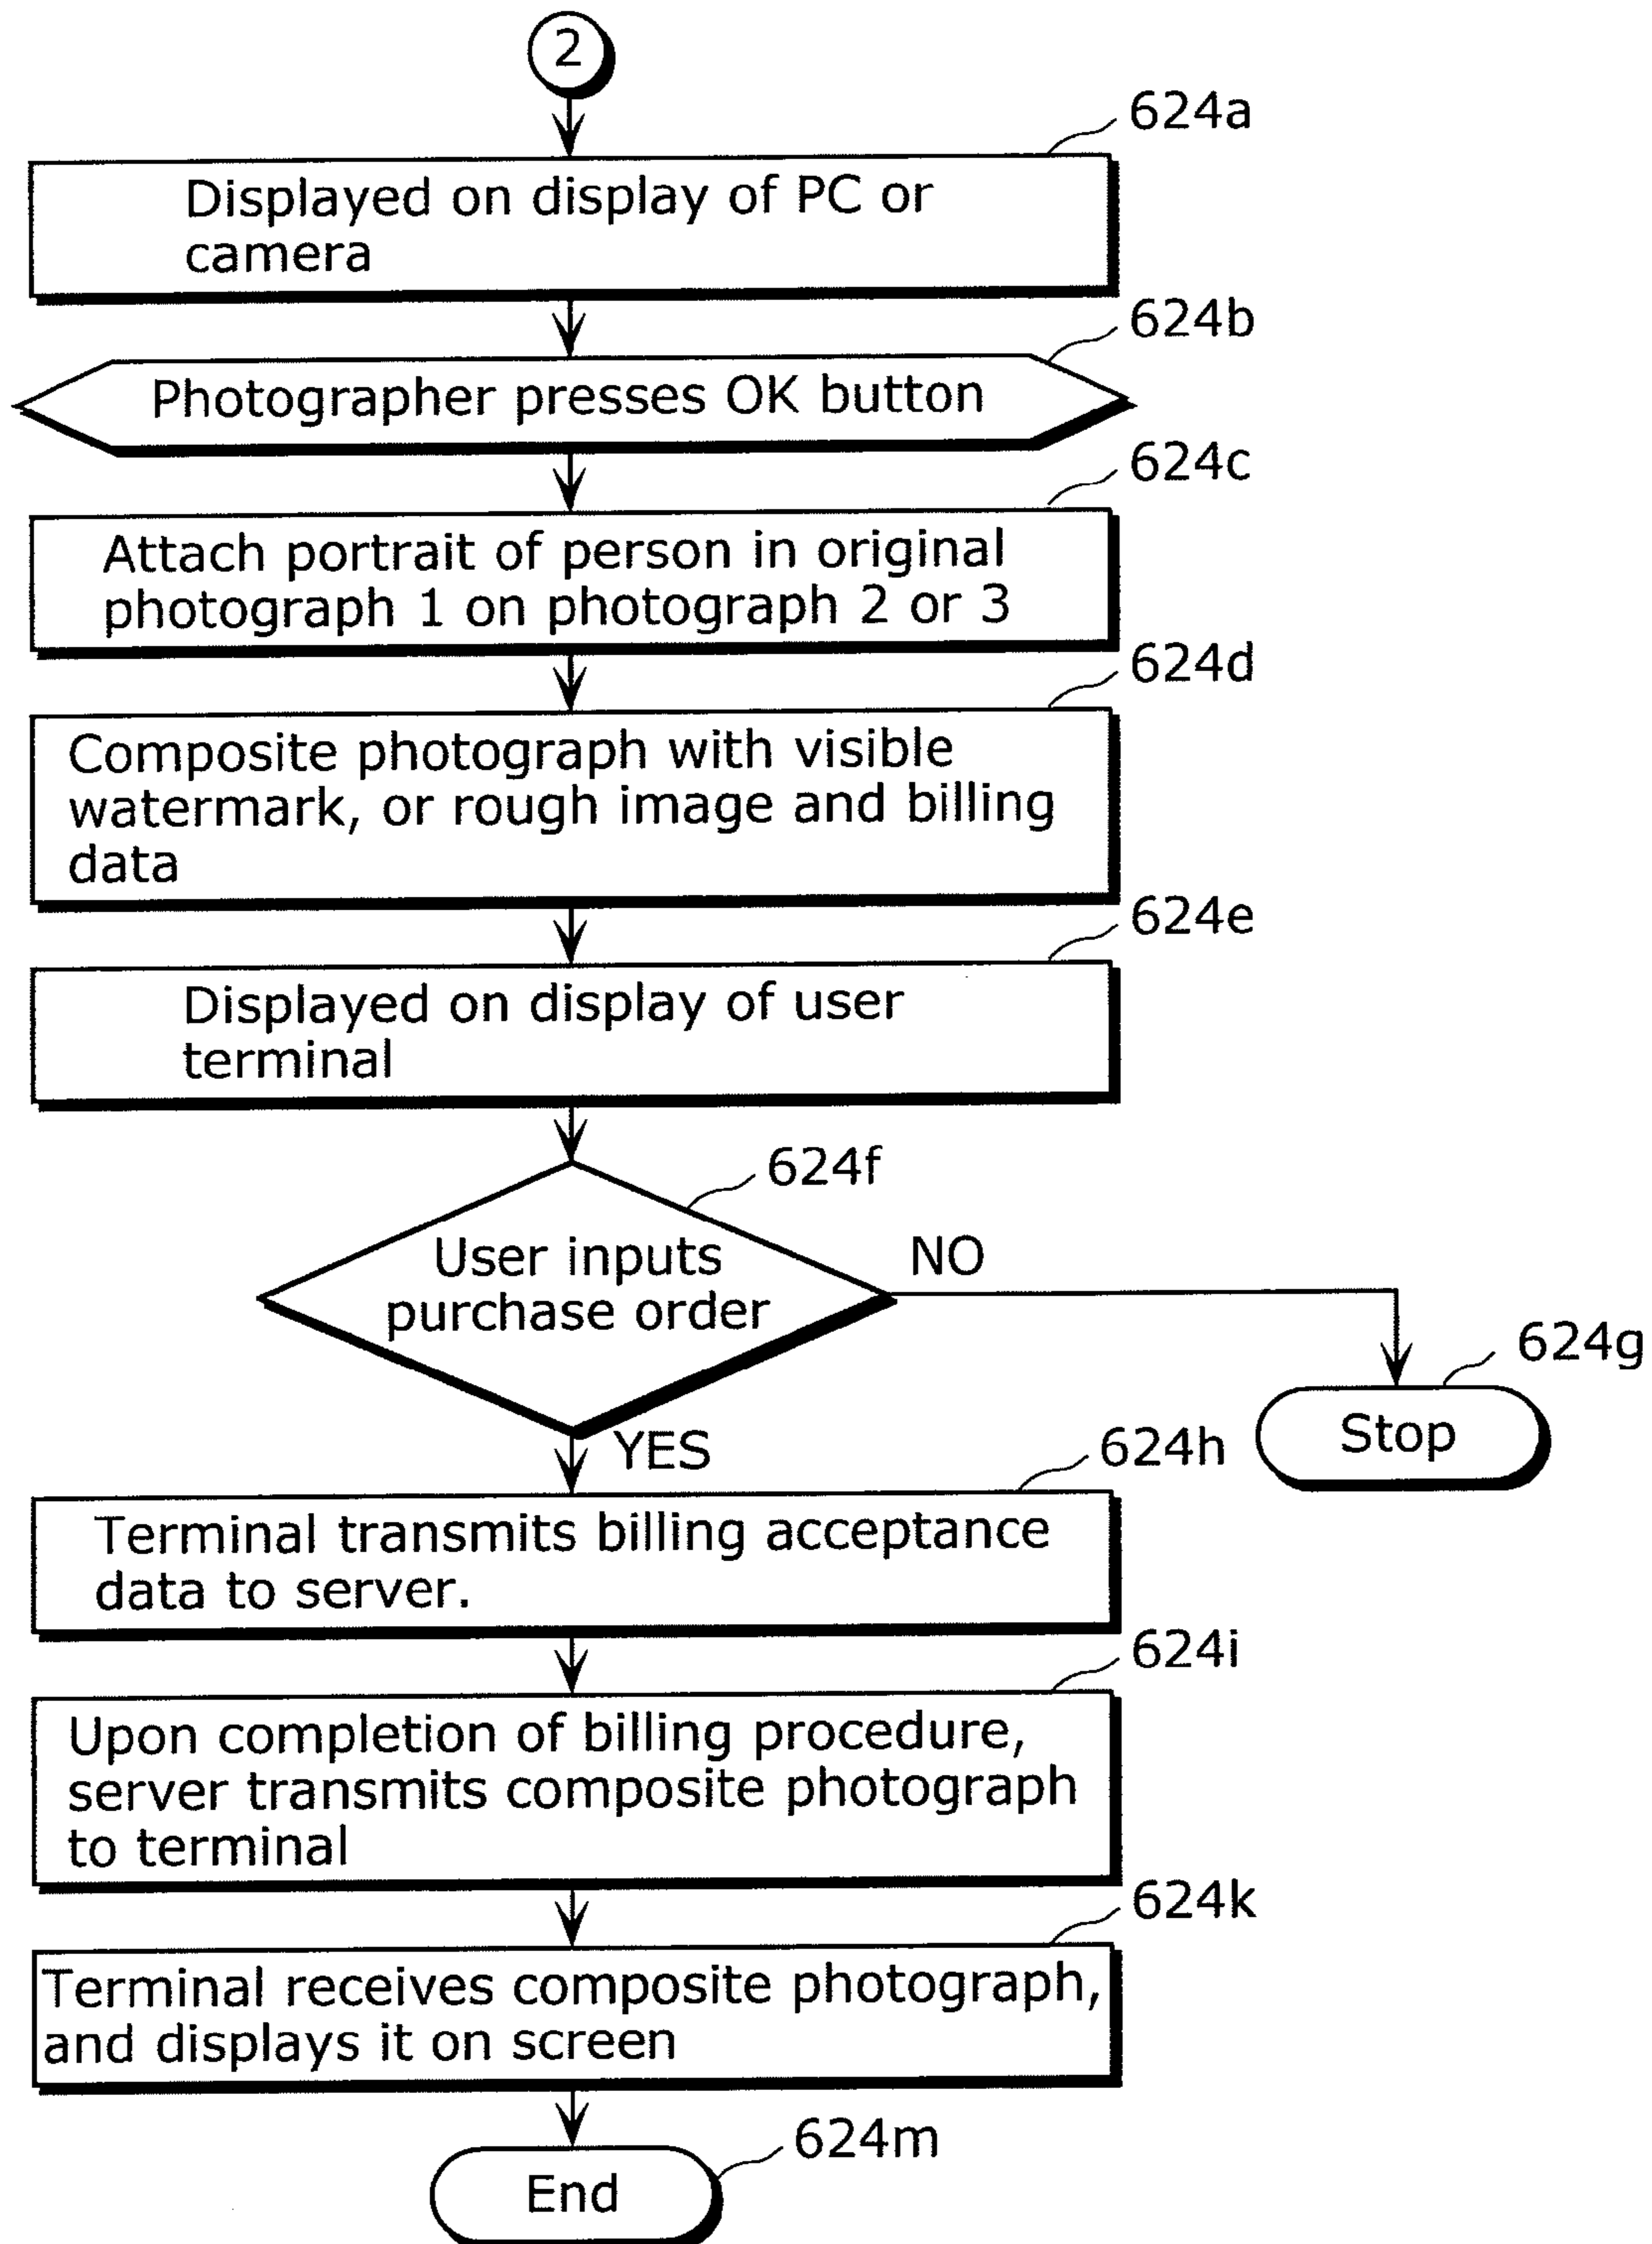 2
624a
Displayed on display of PC or
camera
624b
Photographer presses OK button
624c
Attach portrait of person in original
photograph 1 on photograph 2 or 3
624d
Composite photograph with visible
watermark, or rough image and billing
data
624e
Displayed on display of user
terminal
624f
User inputs
purchase order
NO
624g
Stop
YES
624h
Terminal transmits billing acceptance
data to server.
624i
Upon completion of billing procedure,
server transmits composite photograph
to terminal
624k
Terminal receives composite photograph,
and displays it on screen
624m
End